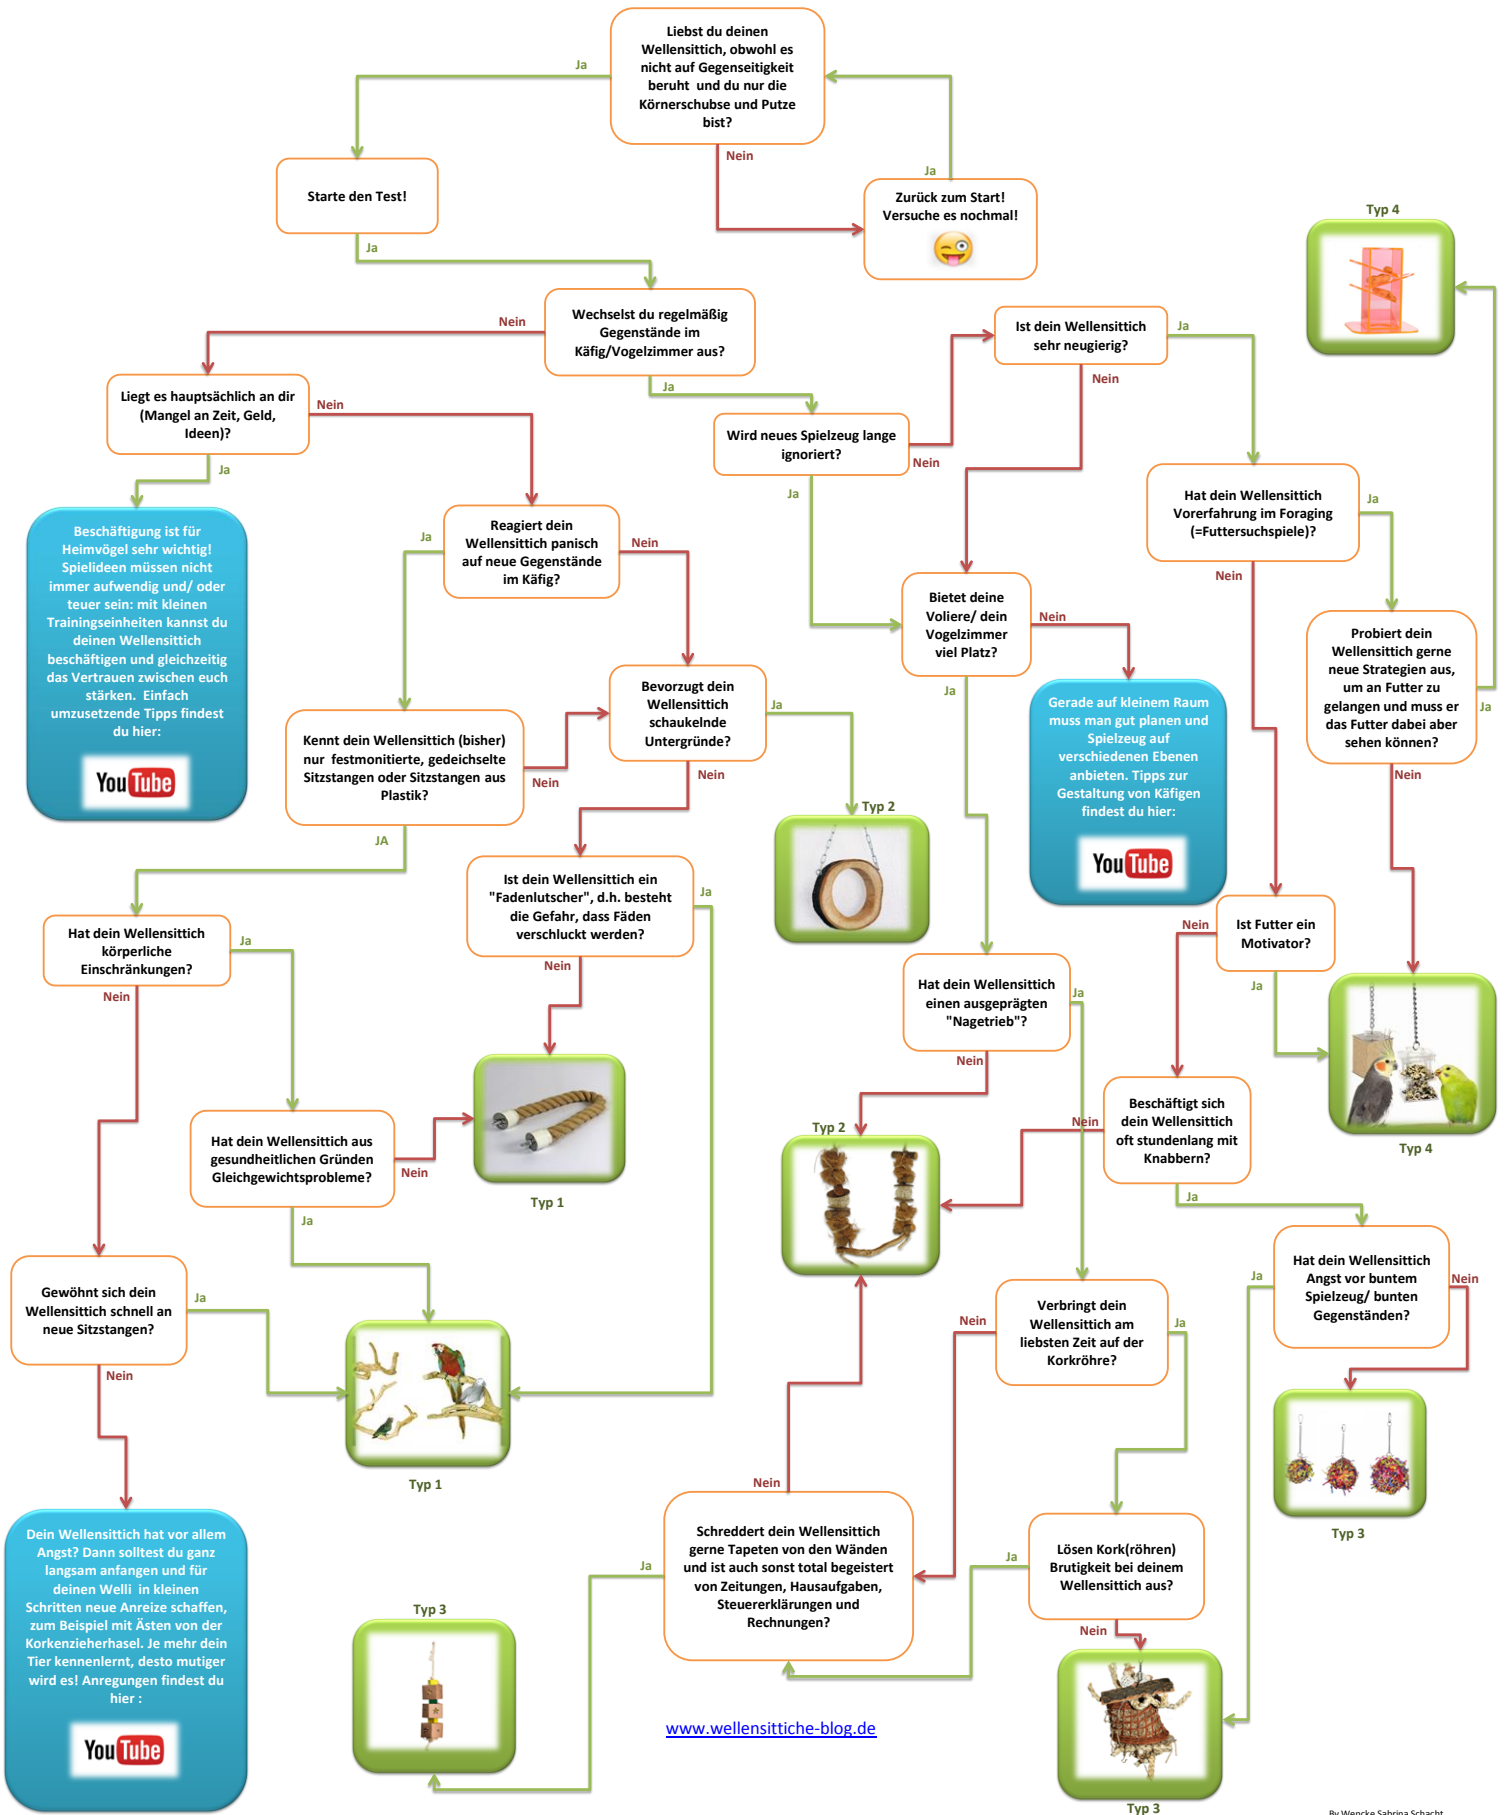 Liebst du deinen
Wellensittich, obwohl es
nicht auf Gegenseitigkeit
beruht und du nur die
Körnerschubse und Putze
bist?
Ja
Nein
Ja
Starte den Test!
Zurück zum Start!
Versuche es nochmal!
Ja
Typ 4
Wechselst du regelmäßig
Gegenstände im
Käfig/Vogelzimmer aus?
Nein
Ja
Ist dein Wellensittich
sehr neugierig?
Ja
Nein
Liegt es hauptsächlich an dir
(Mangel an Zeit, Geld,
Ideen)?
Nein
Ja
Wird neues Spielzeug lange
ignoriert?
Nein
Ja
Hat dein Wellensittich
Vorerfahrung im Foraging
(=Futtersuchspiele)?
Ja
Nein
Beschäftigung ist für
Heimvögel sehr wichtig!
Spielideen müssen nicht
immer aufwendig und/ oder
teuer sein: mit kleinen
Trainingseinheiten kannst du
deinen Wellensittich
beschäftigen und gleichzeitig
das Vertrauen zwischen euch
stärken. Einfach
umzusetzende Tipps findest
du hier:
YouTube
Reagiert dein
Wellensittich panisch
auf neue Gegenstände
im Käfig?
Ja
Nein
Bietet deine
Voliere/ dein
Vogelzimmer
viel Platz?
Nein
Ja
Probiert dein
Wellensittich gerne
neue Strategien aus,
um an Futter zu
gelangen und muss er
das Futter dabei aber
sehen können?
Ja
Nein
Bevorzugt dein
Wellensittich
schaukelnde
Untergründe?
Ja
Nein
Gerade auf kleinem Raum
muss man gut planen und
Spielzeug auf
verschiedenen Ebenen
anbieten. Tipps zur
Gestaltung von Käfigen
findest du hier:
YouTube
Kennt dein Wellensittich (bisher)
nur festmonitierte, gedeichselte
Sitzstangen oder Sitzstangen aus
Plastik?
Nein
JA
Typ 2
Ist dein Wellensittich ein
"Fadenlutscher", d.h. besteht
die Gefahr, dass Fäden
verschluckt werden?
Ja
Nein
Ist Futter ein
Motivator?
Nein
Ja
Hat dein Wellensittich
körperliche
Einschränkungen?
Ja
Nein
Hat dein Wellensittich
einen ausgeprägten
"Nagetrieb"?
Ja
Nein
Typ 4
Beschäftigt sich
dein Wellensittich
oft stundenlang mit
Knabbern?
Nein
Ja
Hat dein Wellensittich aus
gesundheitlichen Gründen
Gleichgewichtsprobleme?
Nein
Ja
Typ 1
Typ 2
Hat dein Wellensittich
Angst vor buntem
Spielzeug/ bunten
Gegenständen?
Ja
Nein
Gewöhnt sich dein
Wellensittich schnell an
neue Sitzstangen?
Ja
Nein
Verbringt dein
Wellensittich am
liebsten Zeit auf der
Korkröhre?
Nein
Ja
Typ 1
Typ 3
Dein Wellensittich hat vor allem
Angst? Dann solltest du ganz
langsam anfangen und für
deinen Welli in kleinen
Schritten neue Anreize schaffen,
zum Beispiel mit Ästen von der
Korkenzieherhasel. Je mehr dein
Tier kennenlernt, desto mutiger
wird es! Anregungen findest du
hier :
YouTube
Schreddert dein Wellensittich
gerne Tapeten von den Wänden
und ist auch sonst total begeistert
von Zeitungen, Hausaufgaben,
Steuererklärungen und
Rechnungen?
Nein
Ja
Lösen Kork(röhren)
Brutigkeit bei deinem
Wellensittich aus?
Ja
Nein
Typ 3
www.wellensittiche-blog.de
Typ 3
By Wencke Sabrina Schacht